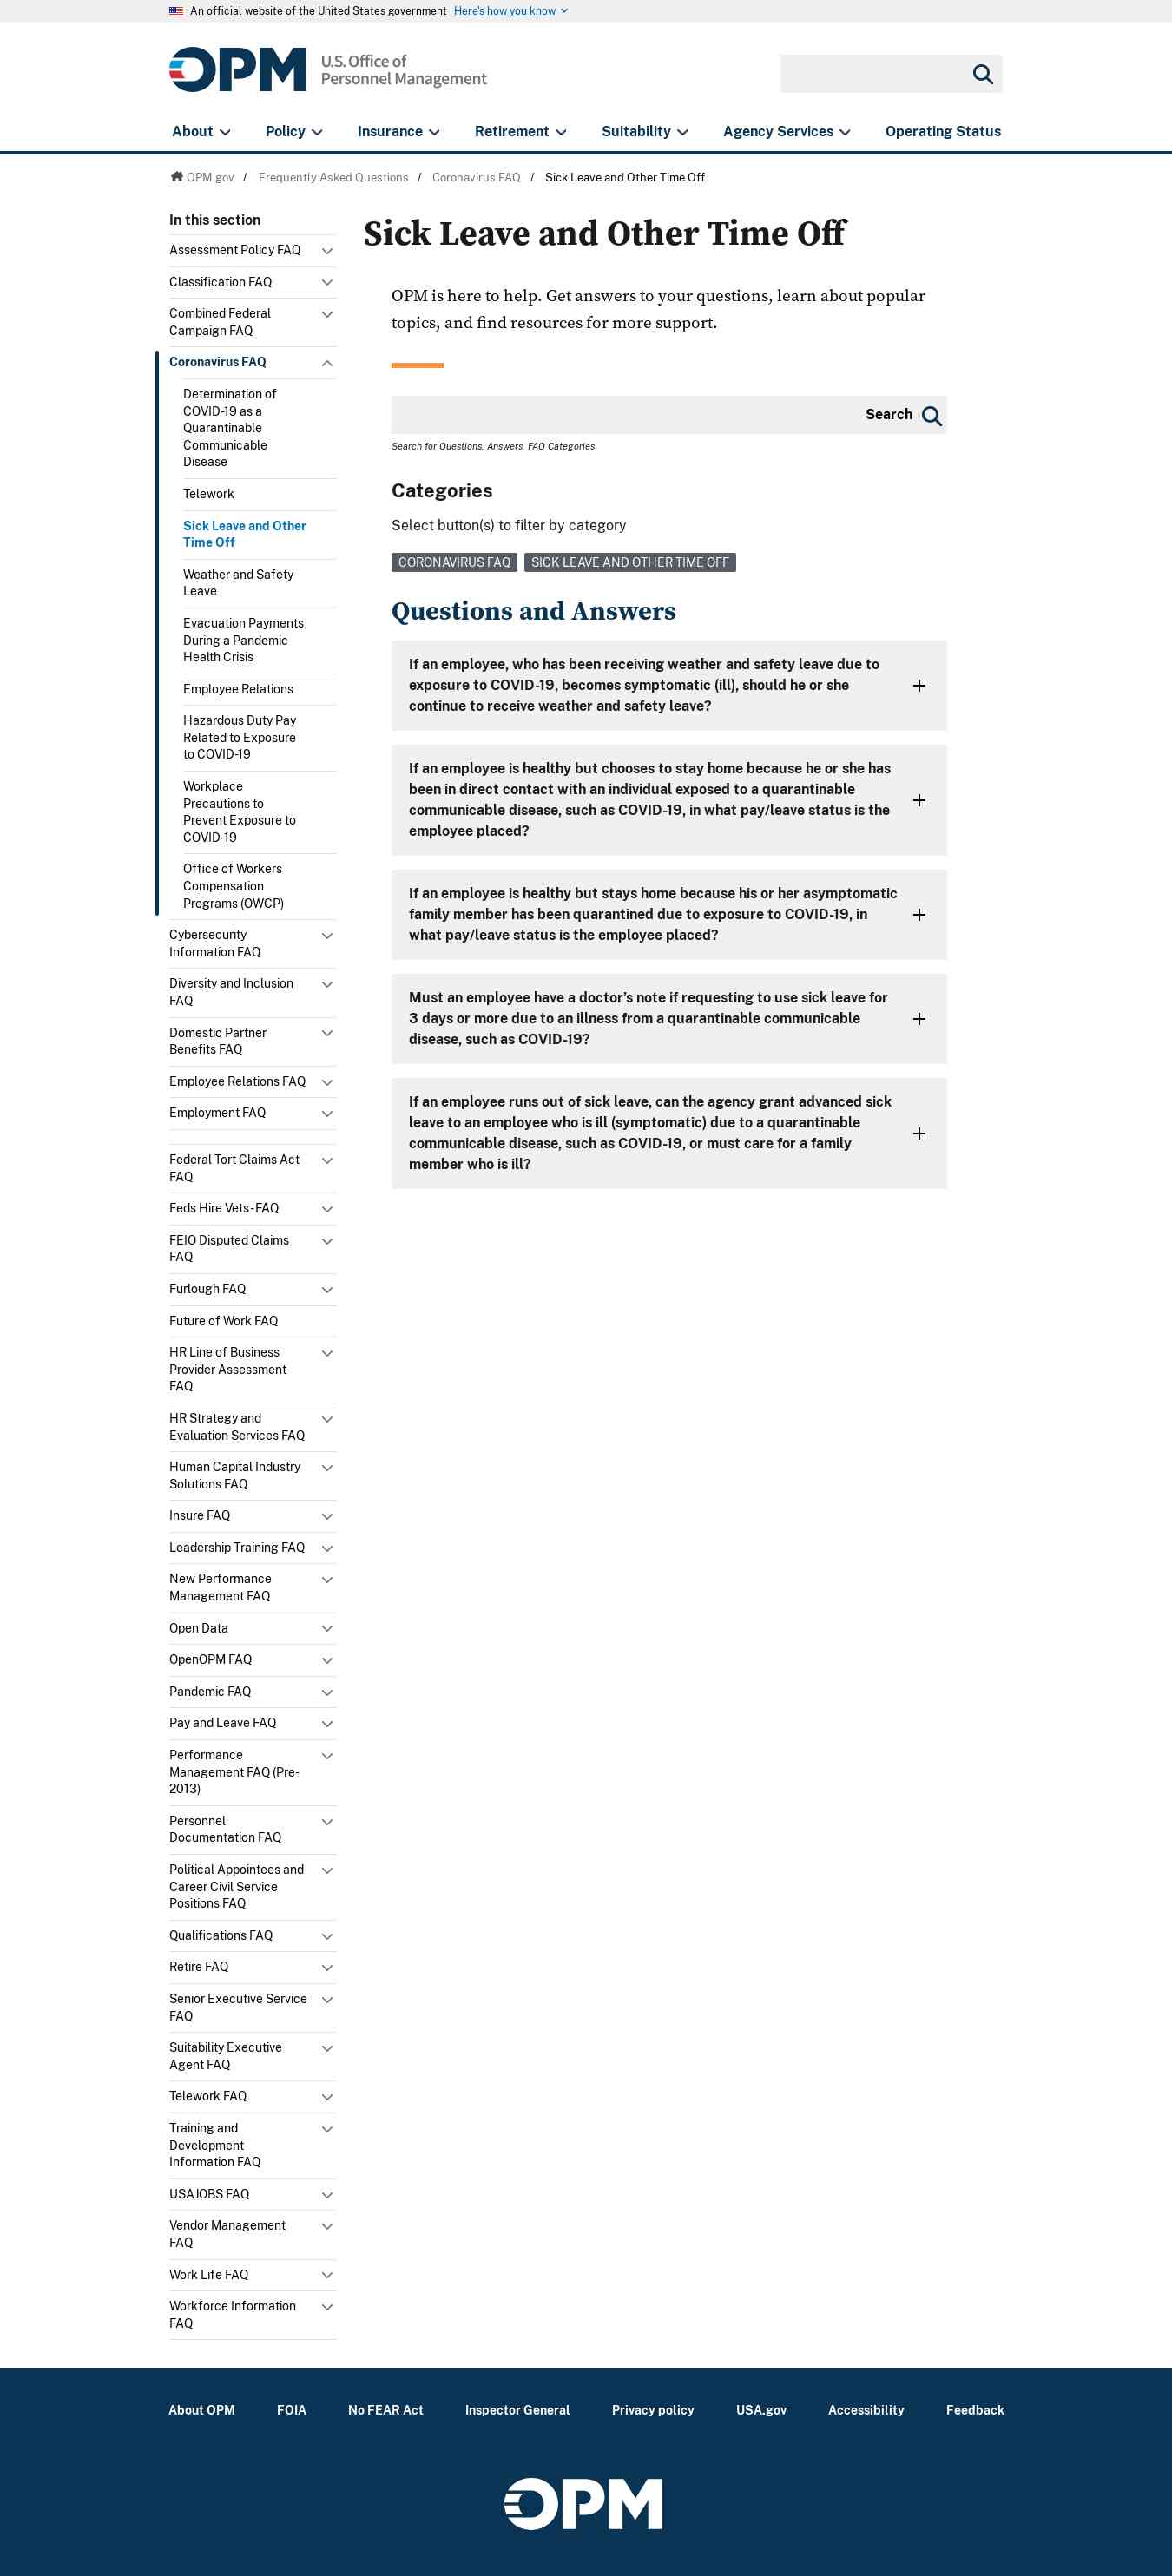 An official website of the United States government Here's how you know
OPM U.S. Office of
Personnel Management
About Policy Insurance Retirement Suitability Agency Services Operating Status
OPM.gov / Frequently Asked Questions / Coronavirus FAQ / Sick Leave and Other Time Off
In this section
Assessment Policy FAQ
Classification FAQ
Combined Federal
Campaign FAQ
Coronavirus FAQ
Determination of
COVID-19 as a
Quarantinable
Communicable
Disease
Telework
Sick Leave and Other
Time Off
Weather and Safety
Leave
Evacuation Payments
During a Pandemic
Health Crisis
Employee Relations
Hazardous Duty Pay
Related to Exposure
to COVID-19
Workplace
Precautions to
Prevent Exposure to
COVID-19
Office of Workers
Compensation
Programs (OWCP)
Cybersecurity
Information FAQ
Diversity and Inclusion
FAQ
Domestic Partner
Benefits FAQ
Employee Relations FAQ
Employment FAQ
Federal Tort Claims Act
FAQ
Feds Hire Vets-FAQ
FEIO Disputed Claims
FAQ
Furlough FAQ
Future of Work FAQ
HR Line of Business
Provider Assessment
FAQ
HR Strategy and
Evaluation Services FAQ
Human Capital Industry
Solutions FAQ
Insure FAQ
Leadership Training FAQ
New Performance
Management FAQ
Open Data
OpenOPM FAQ
Pandemic FAQ
Pay and Leave FAQ
Performance
Management FAQ (Pre-
2013)
Personnel
Documentation FAQ
Political Appointees and
Career Civil Service
Positions FAQ
Qualifications FAQ
Retire FAQ
Senior Executive Service
FAQ
Suitability Executive
Agent FAQ
Telework FAQ
Training and
Development
Information FAQ
USAJOBS FAQ
Vendor Management
FAQ
Work Life FAQ
Workforce Information
FAQ
Sick Leave and Other Time Off
OPM is here to help. Get answers to your questions, learn about popular
topics, and find resources for more support.
Search
Search for Questions, Answers, FAQ Categories
Categories
Select button(s) to filter by category
CORONAVIRUS FAQ SICK LEAVE AND OTHER TIME OFF
Questions and Answers
If an employee, who has been receiving weather and safety leave due to
exposure to COVID-19, becomes symptomatic (ill), should he or she
continue to receive weather and safety leave?
If an employee is healthy but chooses to stay home because he or she has
been in direct contact with an individual exposed to a quarantinable
communicable disease, such as COVID-19, in what pay/leave status is the
employee placed?
If an employee is healthy but stays home because his or her asymptomatic
family member has been quarantined due to exposure to COVID-19, in
what pay/leave status is the employee placed?
Must an employee have a doctor’s note if requesting to use sick leave for
3 days or more due to an illness from a quarantinable communicable
disease, such as COVID-19?
If an employee runs out of sick leave, can the agency grant advanced sick
leave to an employee who is ill (symptomatic) due to a quarantinable
communicable disease, such as COVID-19, or must care for a family
member who is ill?
About OPM FOIA No FEAR Act Inspector General Privacy policy USA.gov Accessibility Feedback
OPM